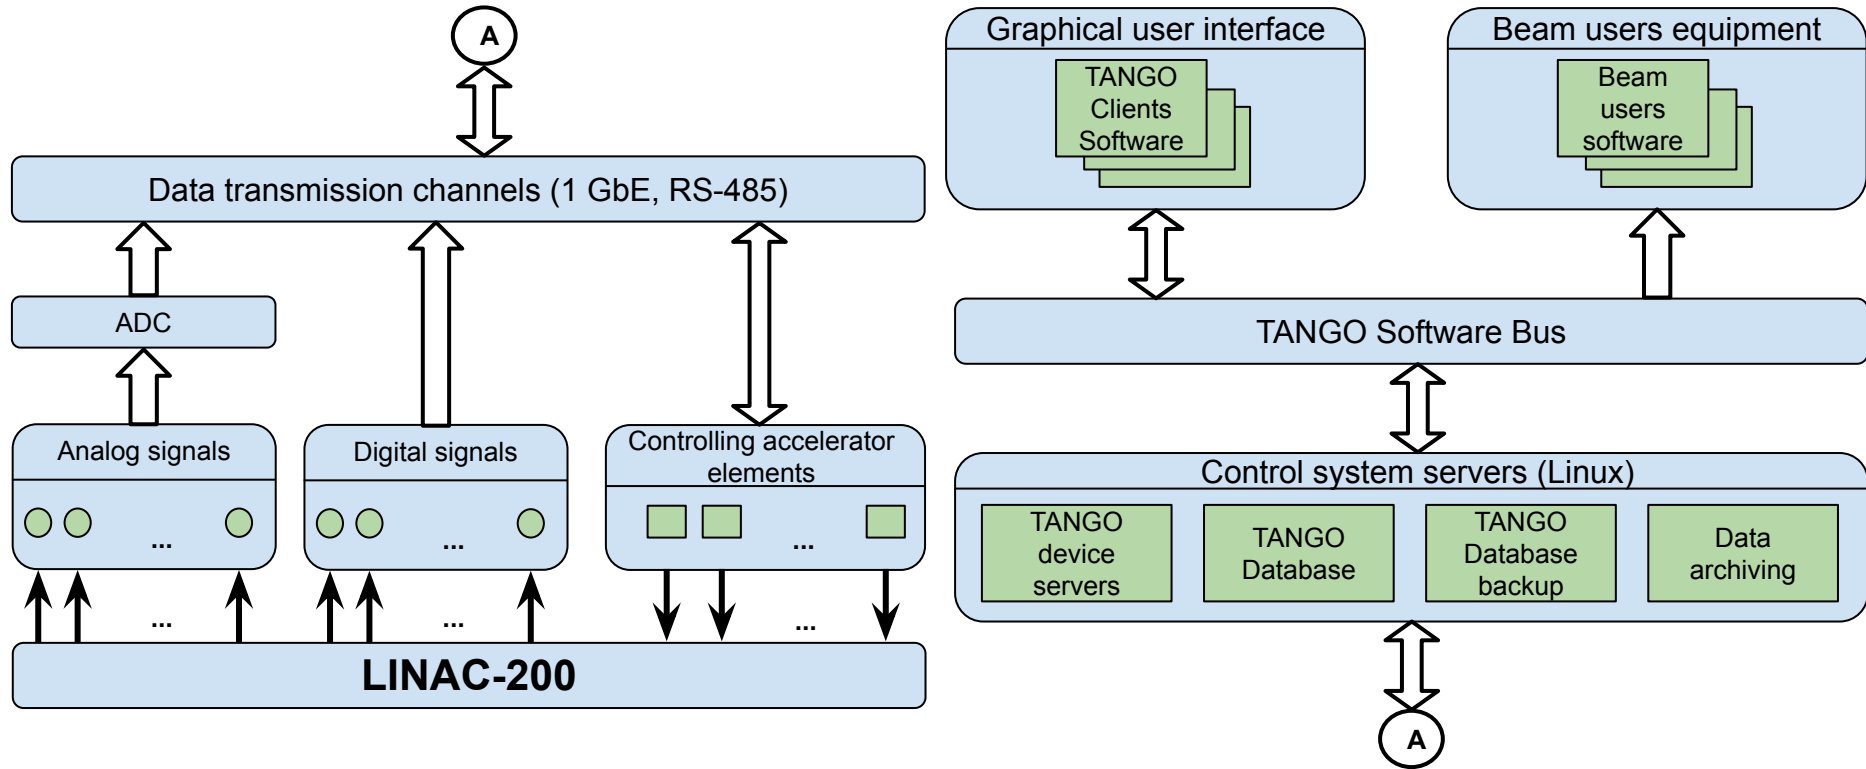 A
Data transmission channels (1 GbE, RS-485)
ADC
Analog signals
...
...
Digital signals
...
...
Controlling accelerator
elements
...
...
LINAC-200
Graphical user interface
TANGO
Clients
Software
Beam users equipment
Beam
users
software
TANGO Software Bus
Control system servers (Linux)
TANGO
device
servers
TANGO
Database
TANGO
Database
backup
Data
archiving
A